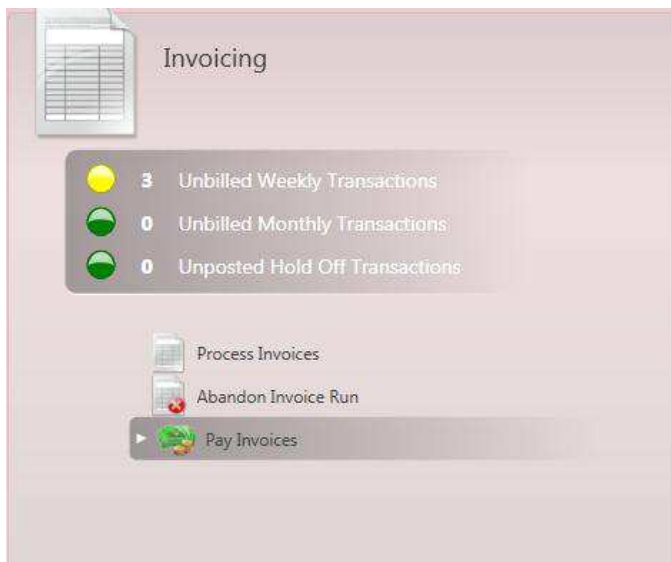 Invoicing
3 Unbilled Weekly Transactions
0 Unbilled Monthly Transactions
0 Unposted Hold Off Transactions
Process Invoices
Abandon Invoice Run
Pay Invoices